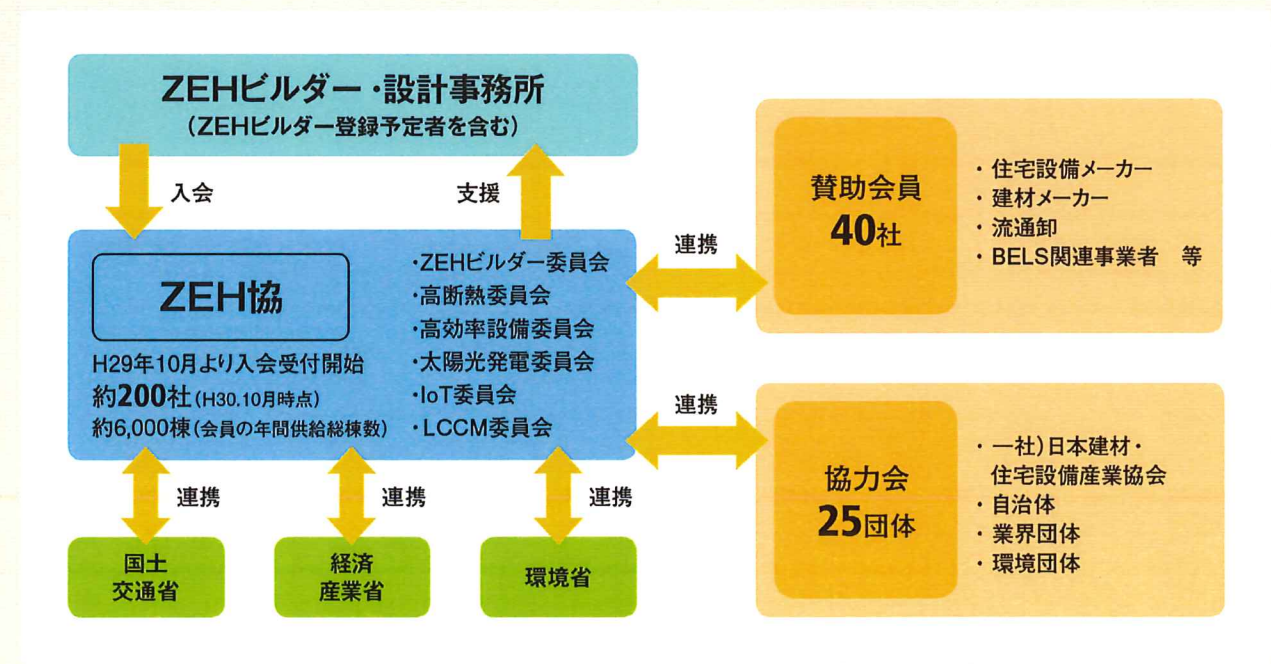 ZEHビルダー・設計事務所
（ZEHビルダー登録予定者を含む）
入会
支援
ZEH協
H29年10月より入会受付開始
約200社（H30.10月時点）
約6,000棟（会員の年間供給総棟数）
・ZEHビルダー委員会
・高断熱委員会
・高効率設備委員会
・太陽光発電委員会
・IoT委員会
・LCCM委員会
連携
賛助会員
40社
・住宅設備メーカー
・建材メーカー
・流通卸
・BELS関連事業者　等
連携
協力会
25団体
・一社）日本建材・
住宅設備産業協会
・自治体
・業界団体
・環境団体
連携
連携
連携
国土
交通省
経済
産業省
環境省